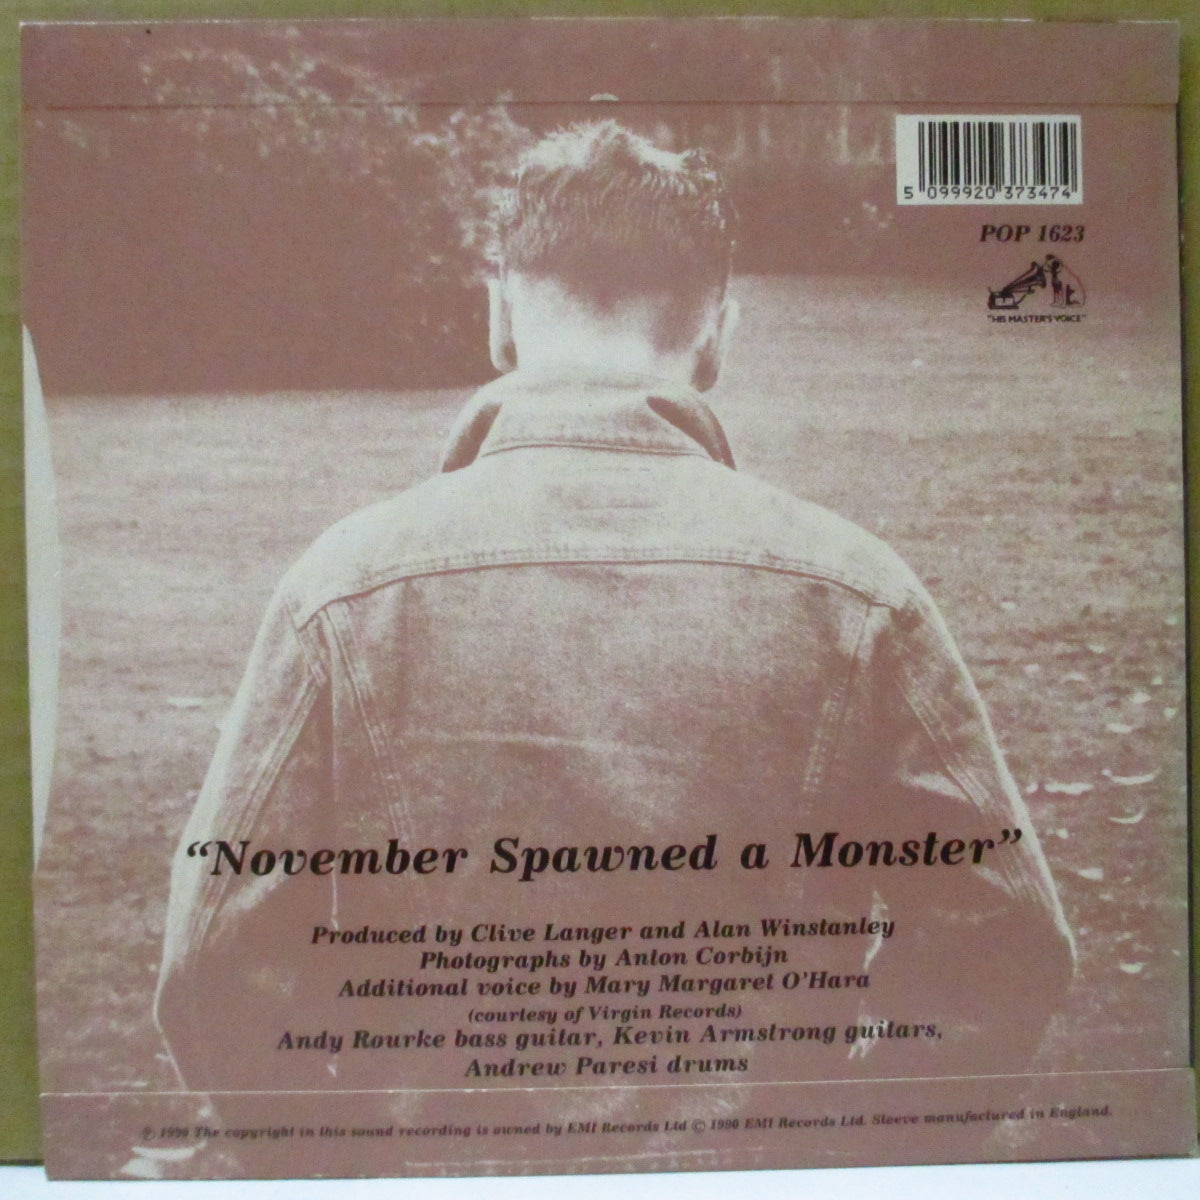 5 099920 373474
POP 1623
"HIS MASTER'S VOICE"
"November Spawned a Monster"
Produced by Clive Langer and Alan Winstanley
Photographs by Anton Corbijn
Additional voice by Mary Margaret O'Hara
(courtesy of Virgin Records)
Andy Rourke bass guitar, Kevin Armstrong guitars,
Andrew Paresi drums
℗ 1990 The copyright in this sound recording is owned by EMI Records Ltd © 1990 EMI Records Ltd. Sleeve manufactured in England.